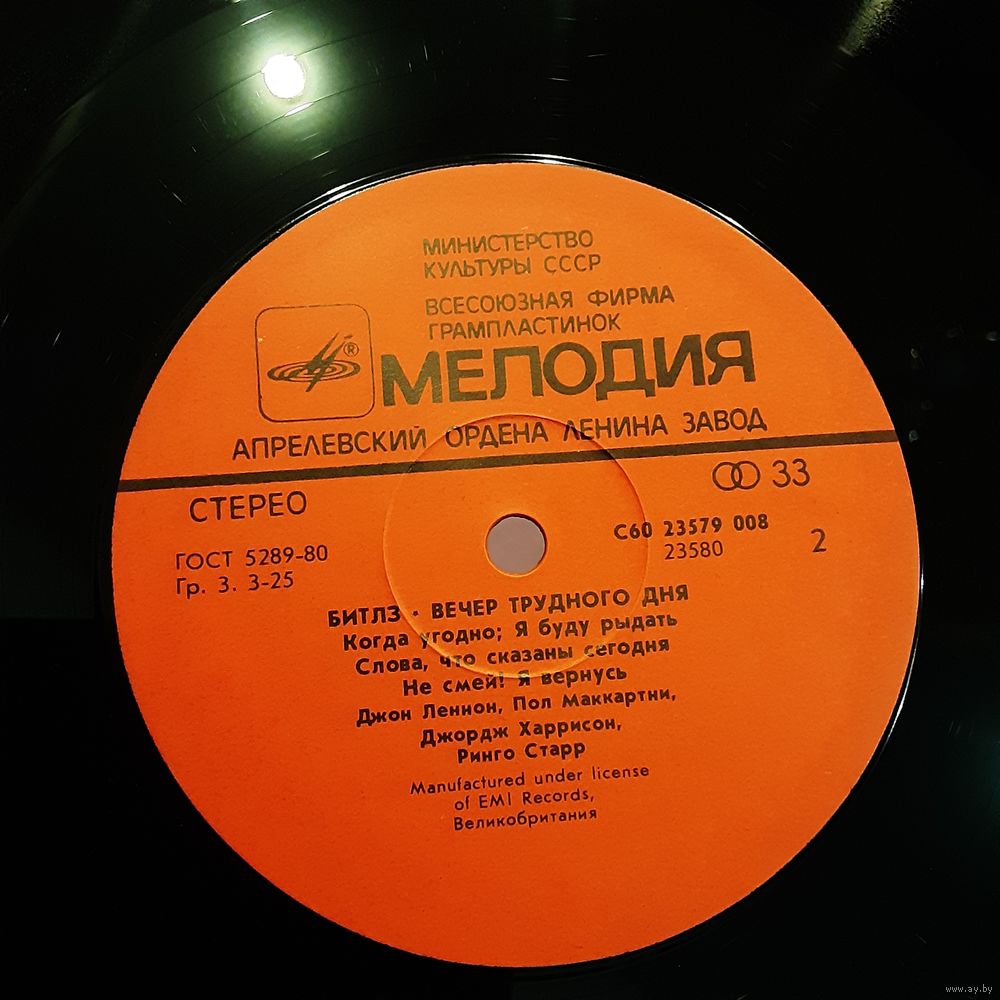 МИНИСТЕРСТВО
КУЛЬТУРЫ СССР
ВСЕСОЮЗНАЯ ФИРМА
ГРАМПЛАСТИНОК
®
МЕЛОДИЯ
АПРЕЛЕВСКИЙ ОРДЕНА ЛЕНИНА ЗАВОД
СТЕРЕО
33
ГОСТ 5289-80
Гр. 3. 3-25
С60 23579 008
23580
2
БИТЛЗ · ВЕЧЕР ТРУДНОГО ДНЯ
Когда угодно; Я буду рыдать
Слова, что сказаны сегодня
Не смей! Я вернусь
Джон Леннон, Пол Маккартни,
Джордж Харрисон,
Ринго Старр
Manufactured under license
of EMI Records,
Великобритания
www.ay.by